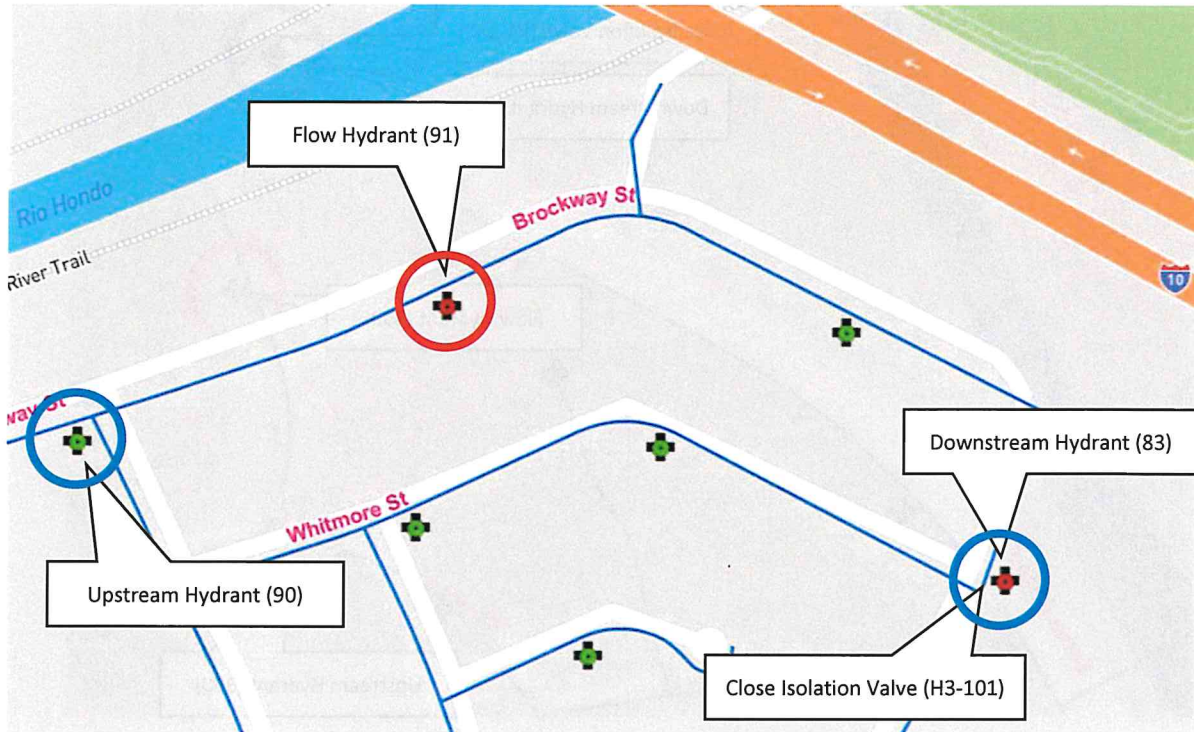 Flow Hydrant (91)
Rio Hondo
River Trail
Brockway St
10
way St
Downstream Hydrant (83)
Whitmore St
Upstream Hydrant (90)
Close Isolation Valve (H3-101)